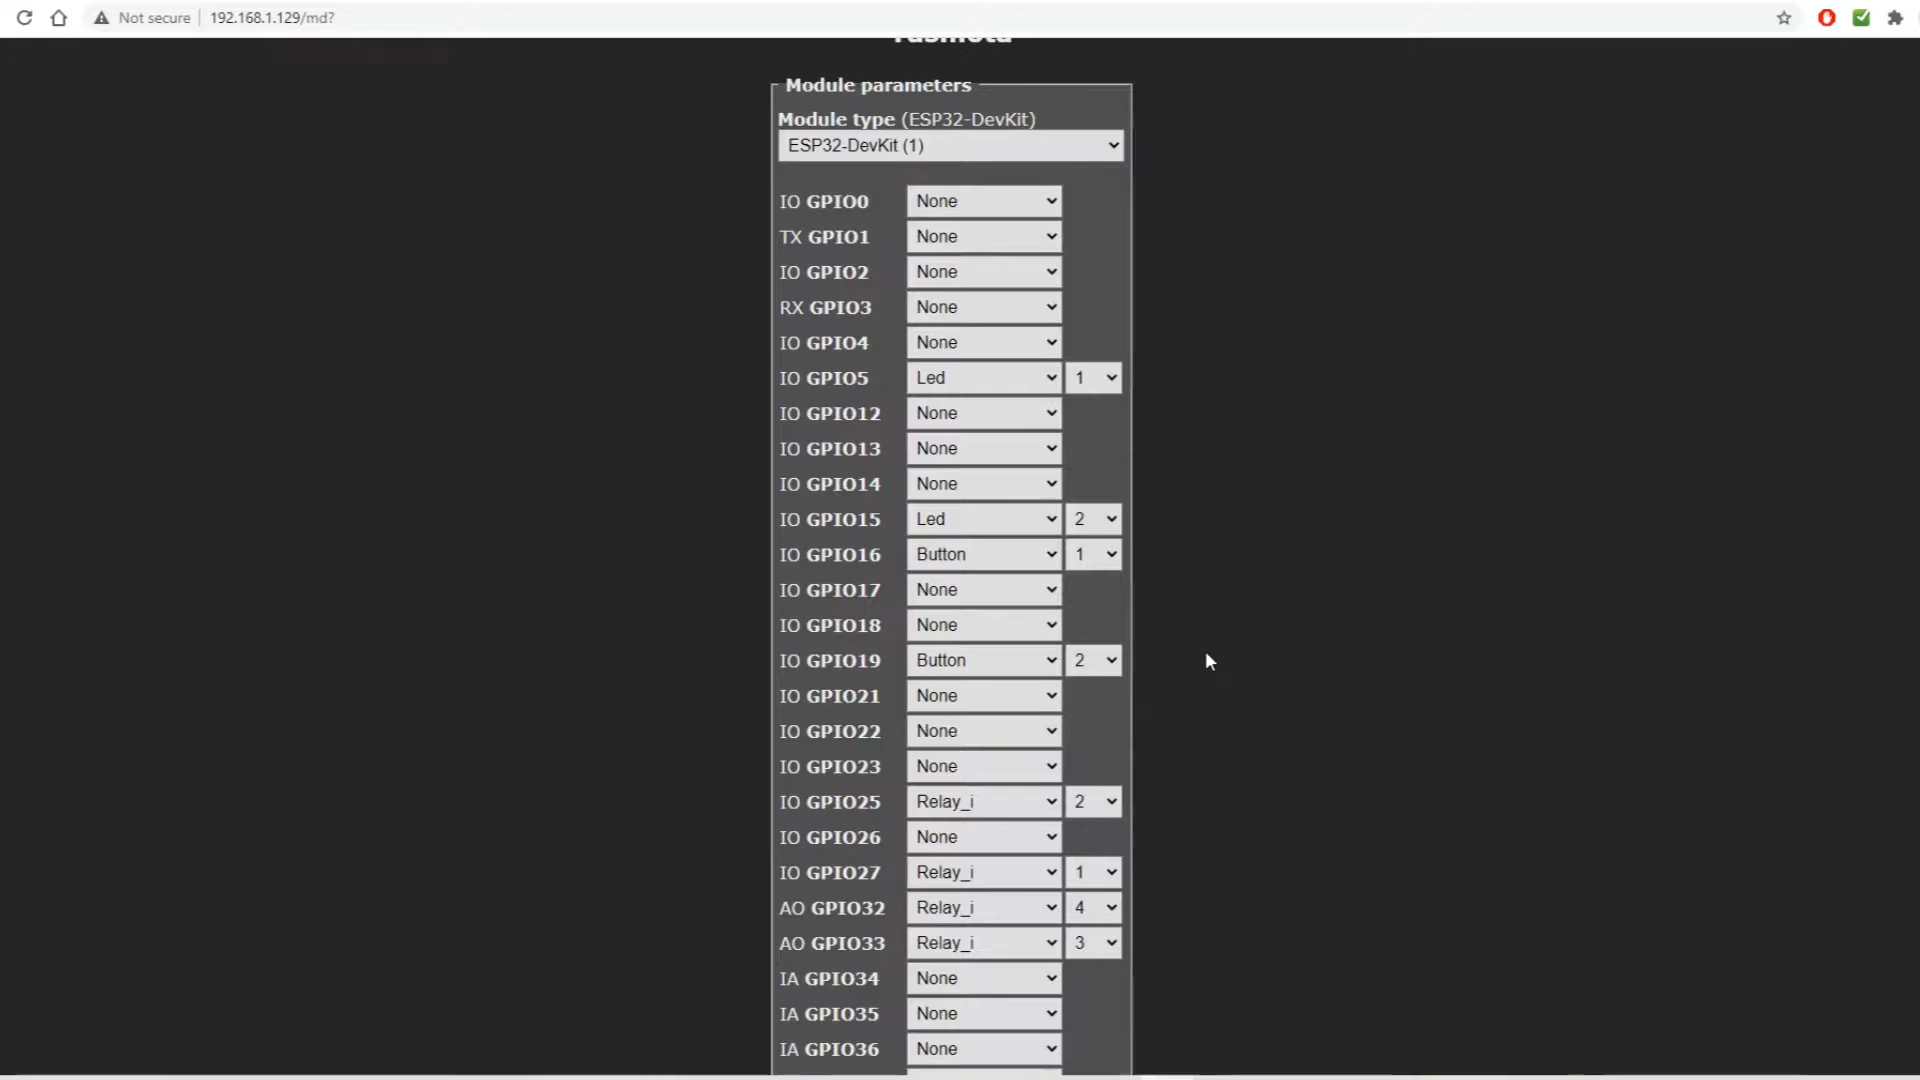 Not secure 192.168.1.129/md?
Tasmota
Module parameters
Module type (ESP32-DevKit)
ESP32-DevKit (1)
IO GPIO0 None
TX GPIO1 None
IO GPIO2 None
RX GPIO3 None
IO GPIO4 None
IO GPIO5 Led 1
IO GPIO12 None
IO GPIO13 None
IO GPIO14 None
IO GPIO15 Led 2
IO GPIO16 Button 1
IO GPIO17 None
IO GPIO18 None
IO GPIO19 Button 2
IO GPIO21 None
IO GPIO22 None
IO GPIO23 None
IO GPIO25 Relay_i 2
IO GPIO26 None
IO GPIO27 Relay_i 1
AO GPIO32 Relay_i 4
AO GPIO33 Relay_i 3
IA GPIO34 None
IA GPIO35 None
IA GPIO36 None